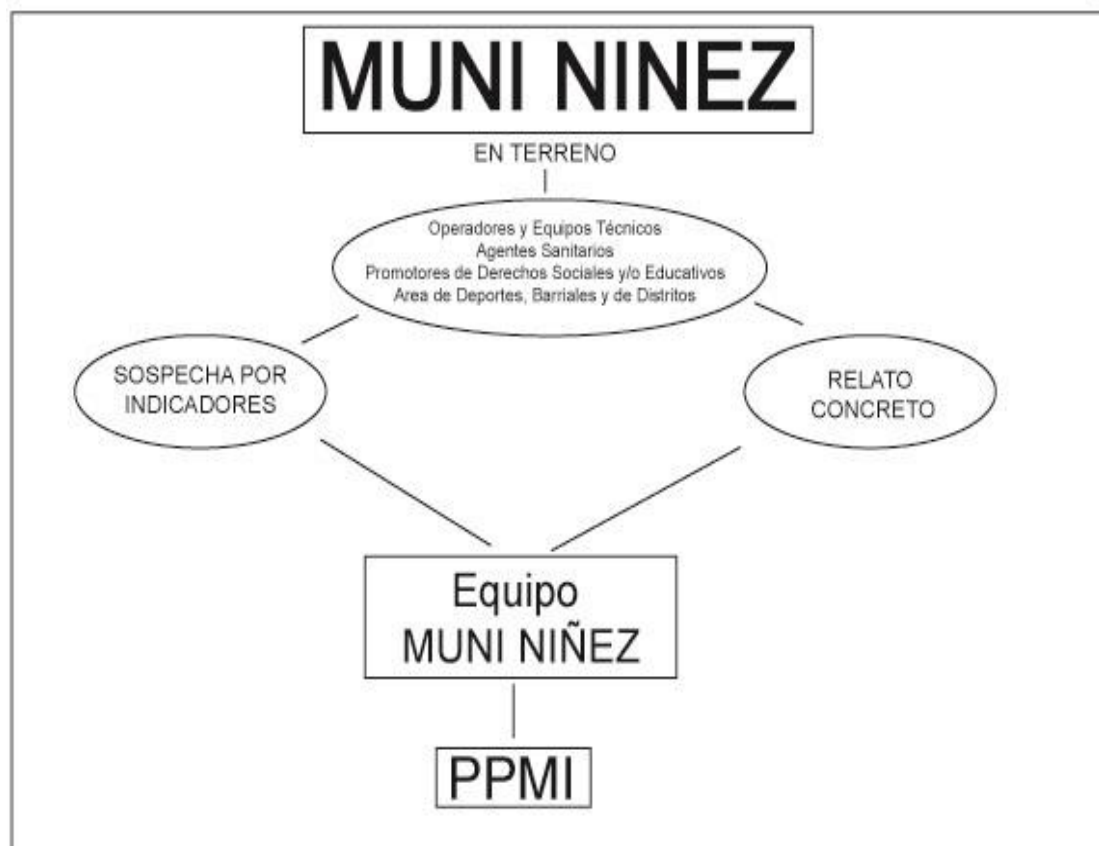 MUNI NINEZ
EN TERRENO
Operadores y Equipos Técnicos
Agentes Sanitarios
Promotores de Derechos Sociales y/o Educativos
Area de Deportes, Barriales y de Distritos
SOSPECHA POR
INDICADORES
RELATO
CONCRETO
Equipo
MUNI NIÑEZ
PPMI